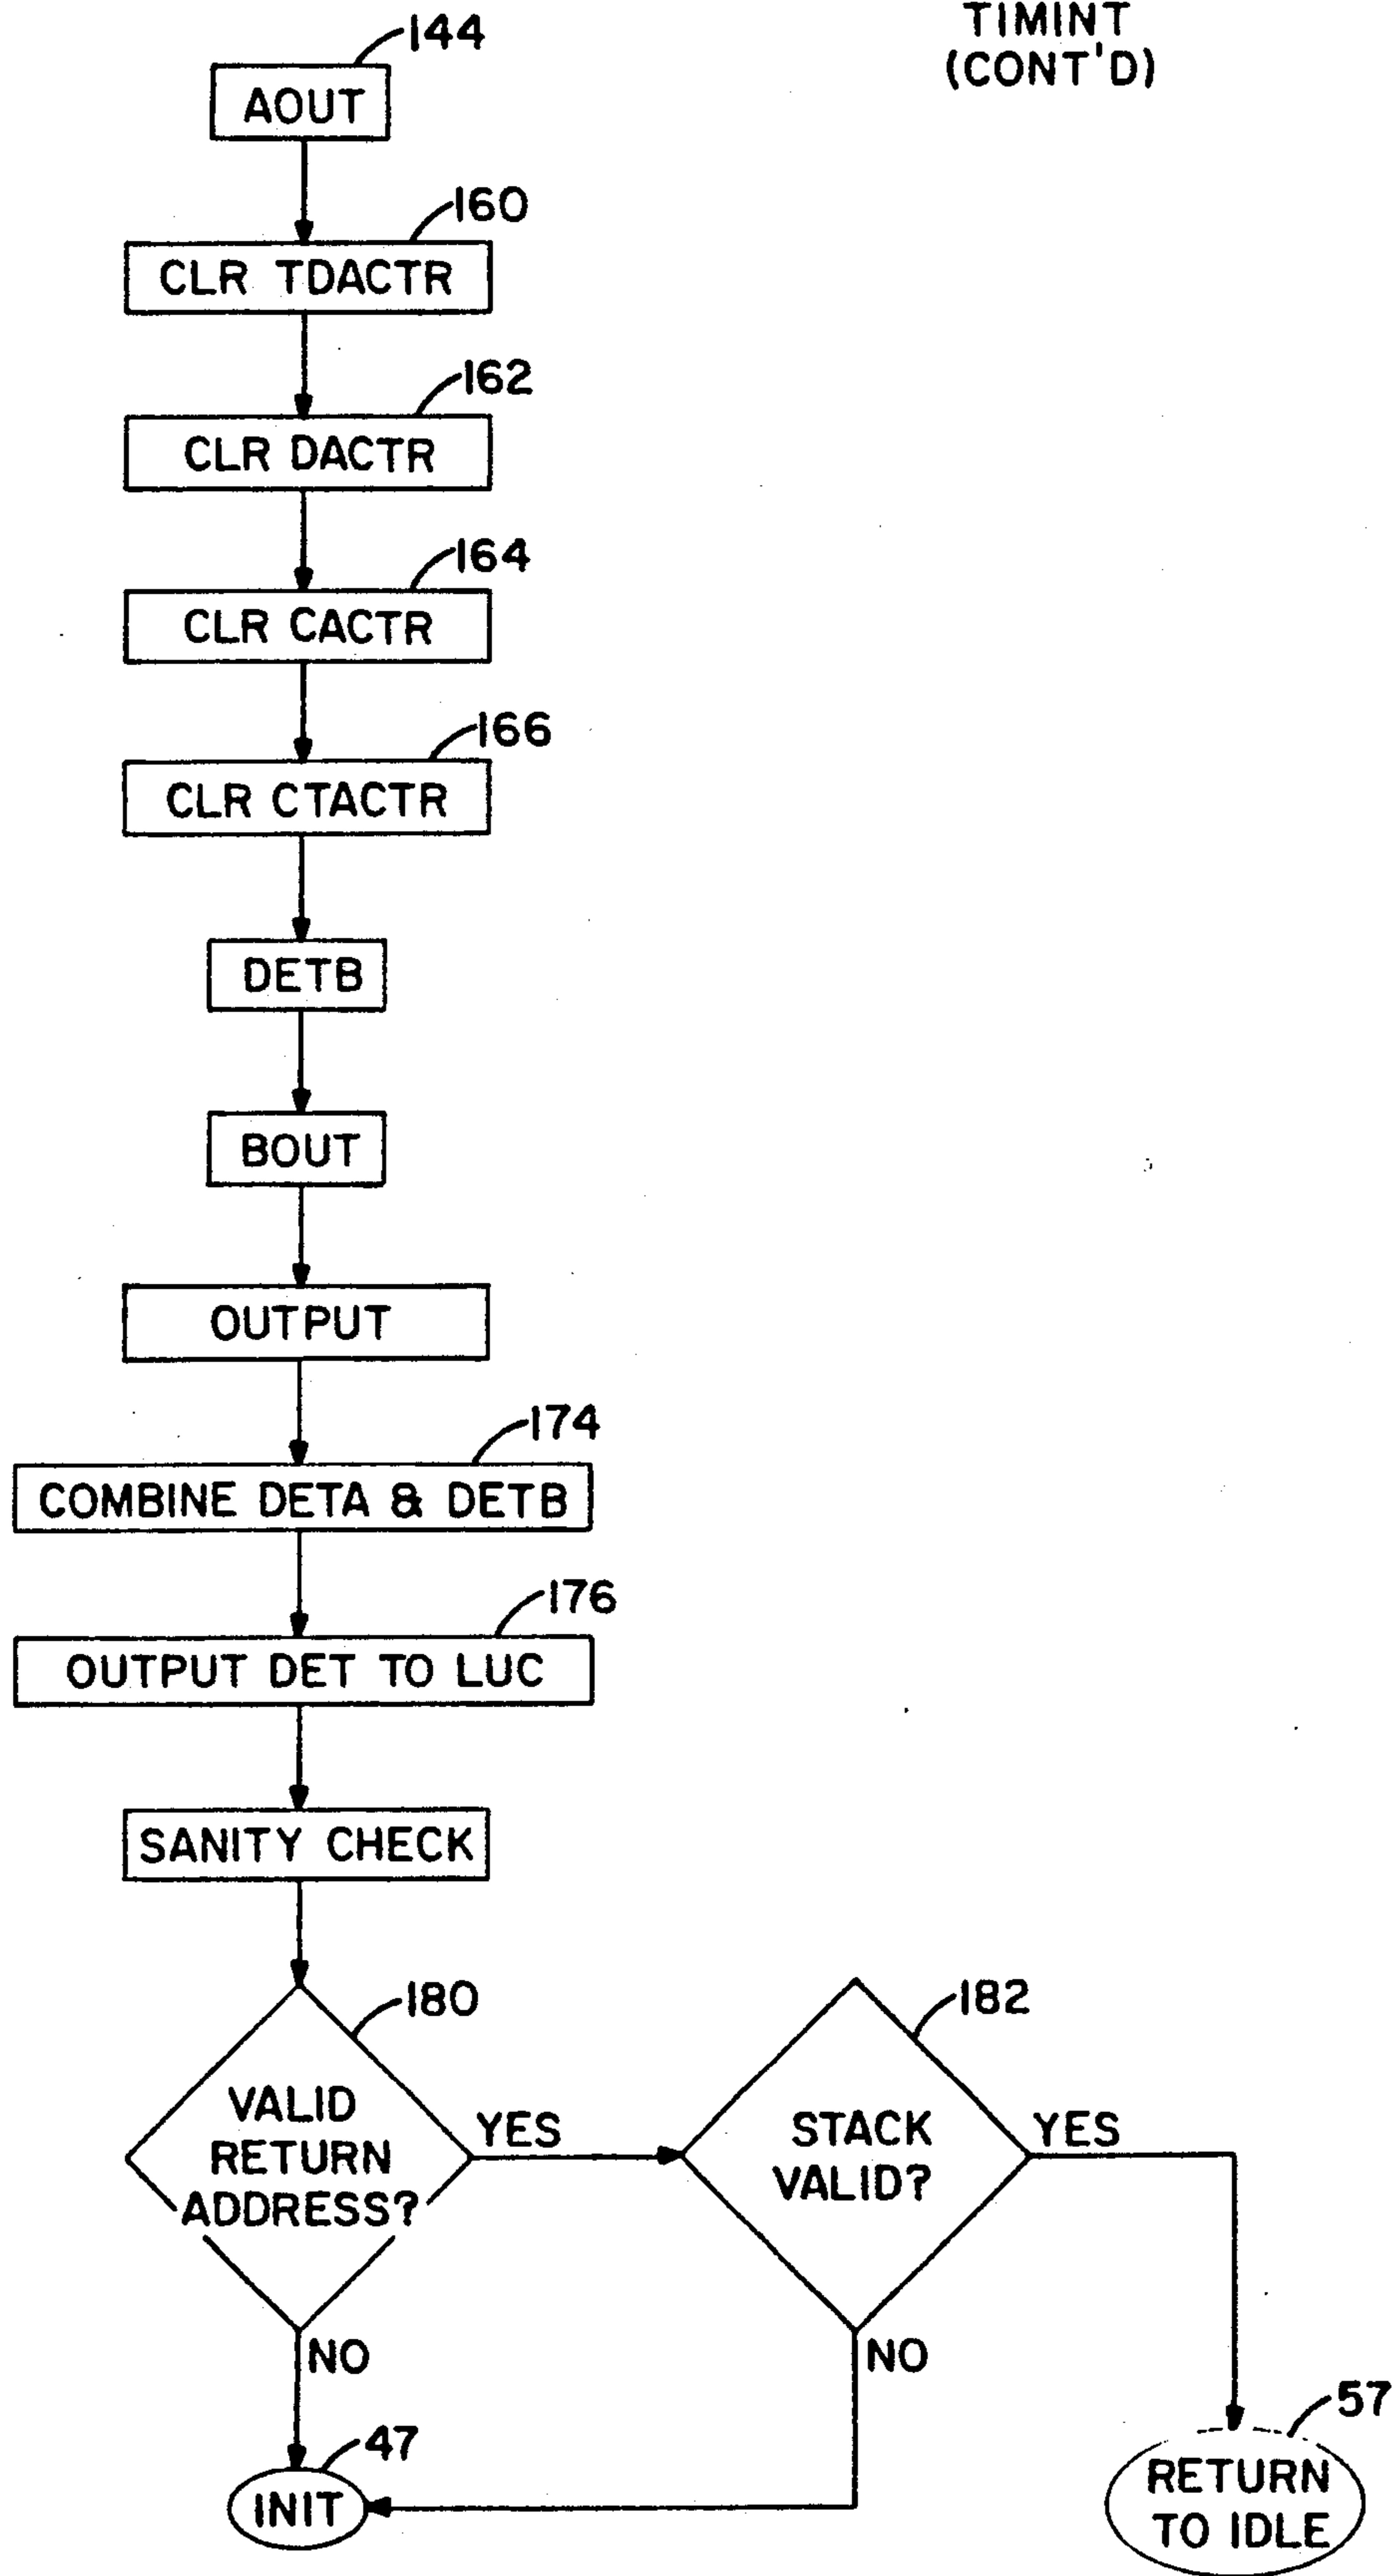 TIMINT
(CONT'D)
144
AOUT
160
CLR TDACTR
162
CLR DACTR
164
CLR CACTR
166
CLR CTACTR
DETB
BOUT
OUTPUT
174
COMBINE DETA & DETB
176
OUTPUT DET TO LUC
SANITY CHECK
180
VALID
RETURN
ADDRESS?
YES
182
STACK
VALID?
YES
NO
NO
47
INIT
57
RETURN
TO IDLE